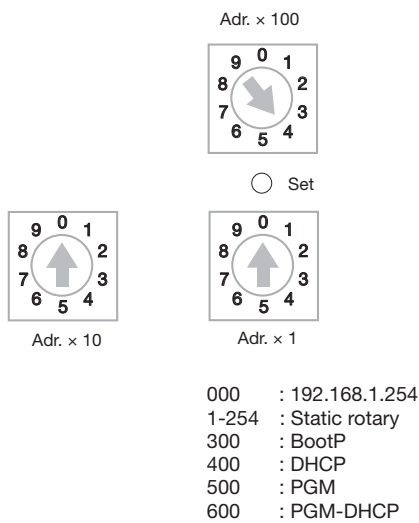 Adr. × 100
9 0 1
8 2
7 3
6 5 4
Set
9 0 1
8 2
7 3
6 5 4
Adr. × 10
9 0 1
8 2
7 3
6 5 4
Adr. × 1
000 : 192.168.1.254
1-254 : Static rotary
300 : BootP
400 : DHCP
500 : PGM
600 : PGM-DHCP